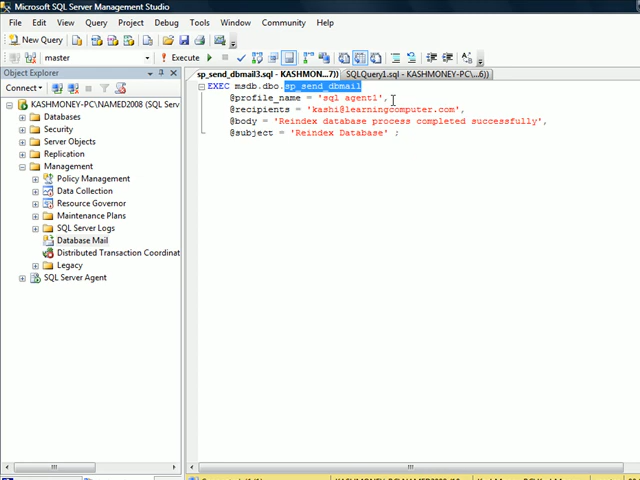 Microsoft SQL Server Management Studio
File Edit View Query Project Debug Tools Window Community Help
New Query
master Execute
Object Explorer
Connect
KASHMONEY-PC\NAMED2008 (SQL Serv
Databases
Security
Server Objects
Replication
Management
Policy Management
Data Collection
Resource Governor
Maintenance Plans
SQL Server Logs
Database Mail
Distributed Transaction Coordinat
Legacy
SQL Server Agent
sp_send_dbmail3.sql - KASHMON...7)) SQLQuery1.sql - KASHMONEY-PC\...6))
EXEC msdb.dbo.sp_send_dbmail
@profile_name = 'sql agent1',
@recipients = 'kashi@learningcomputer.com',
@body = 'Reindex database process completed successfully',
@subject = 'Reindex Database' ;